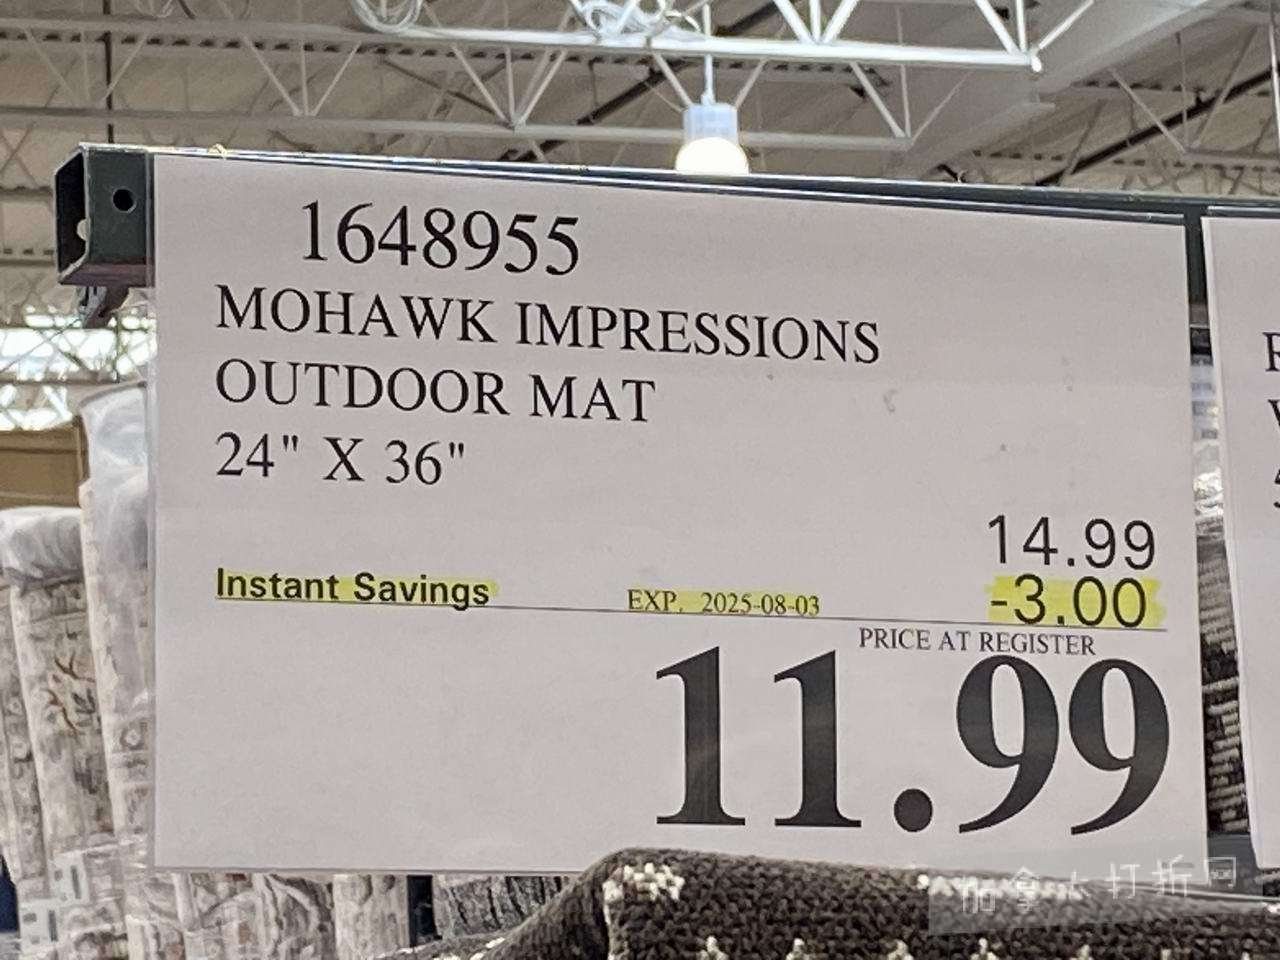 1648955
MOHAWK IMPRESSIONS
OUTDOOR MAT
24" X 36"
14.99
Instant Savings EXP. 2025-08-03 -3.00
PRICE AT REGISTER
11.99
加拿大打折网